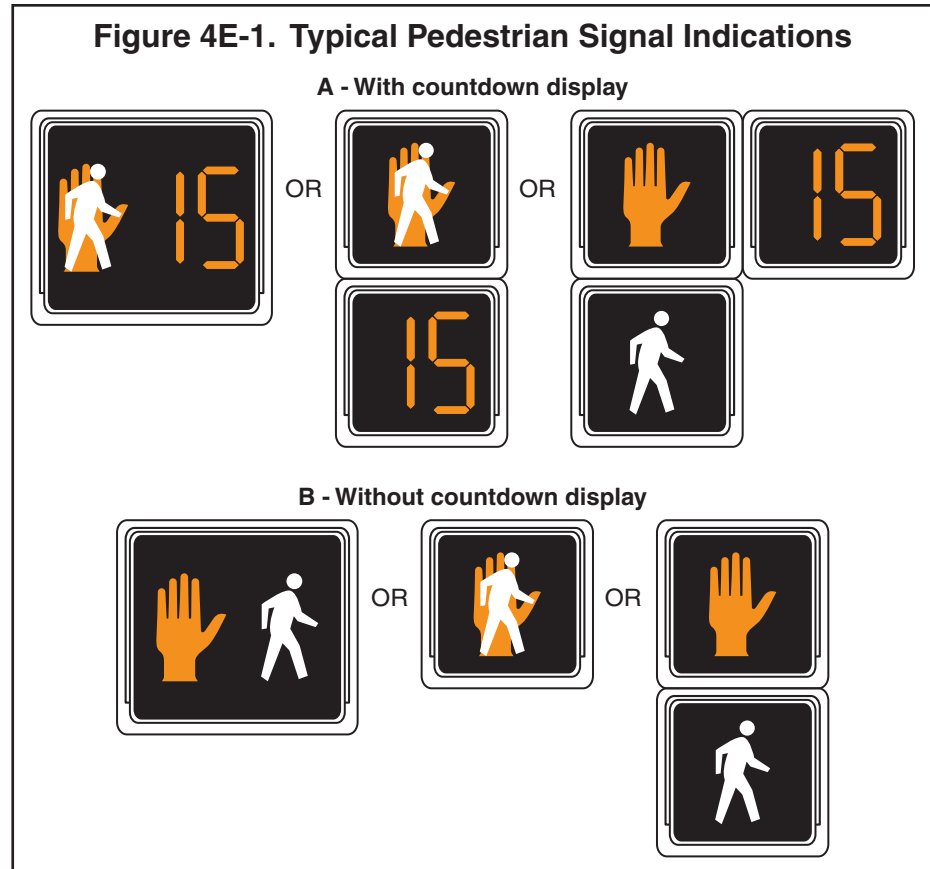 Figure 4E-1. Typical Pedestrian Signal Indications
A - With countdown display
15 OR OR 15
15
B - Without countdown display
OR OR